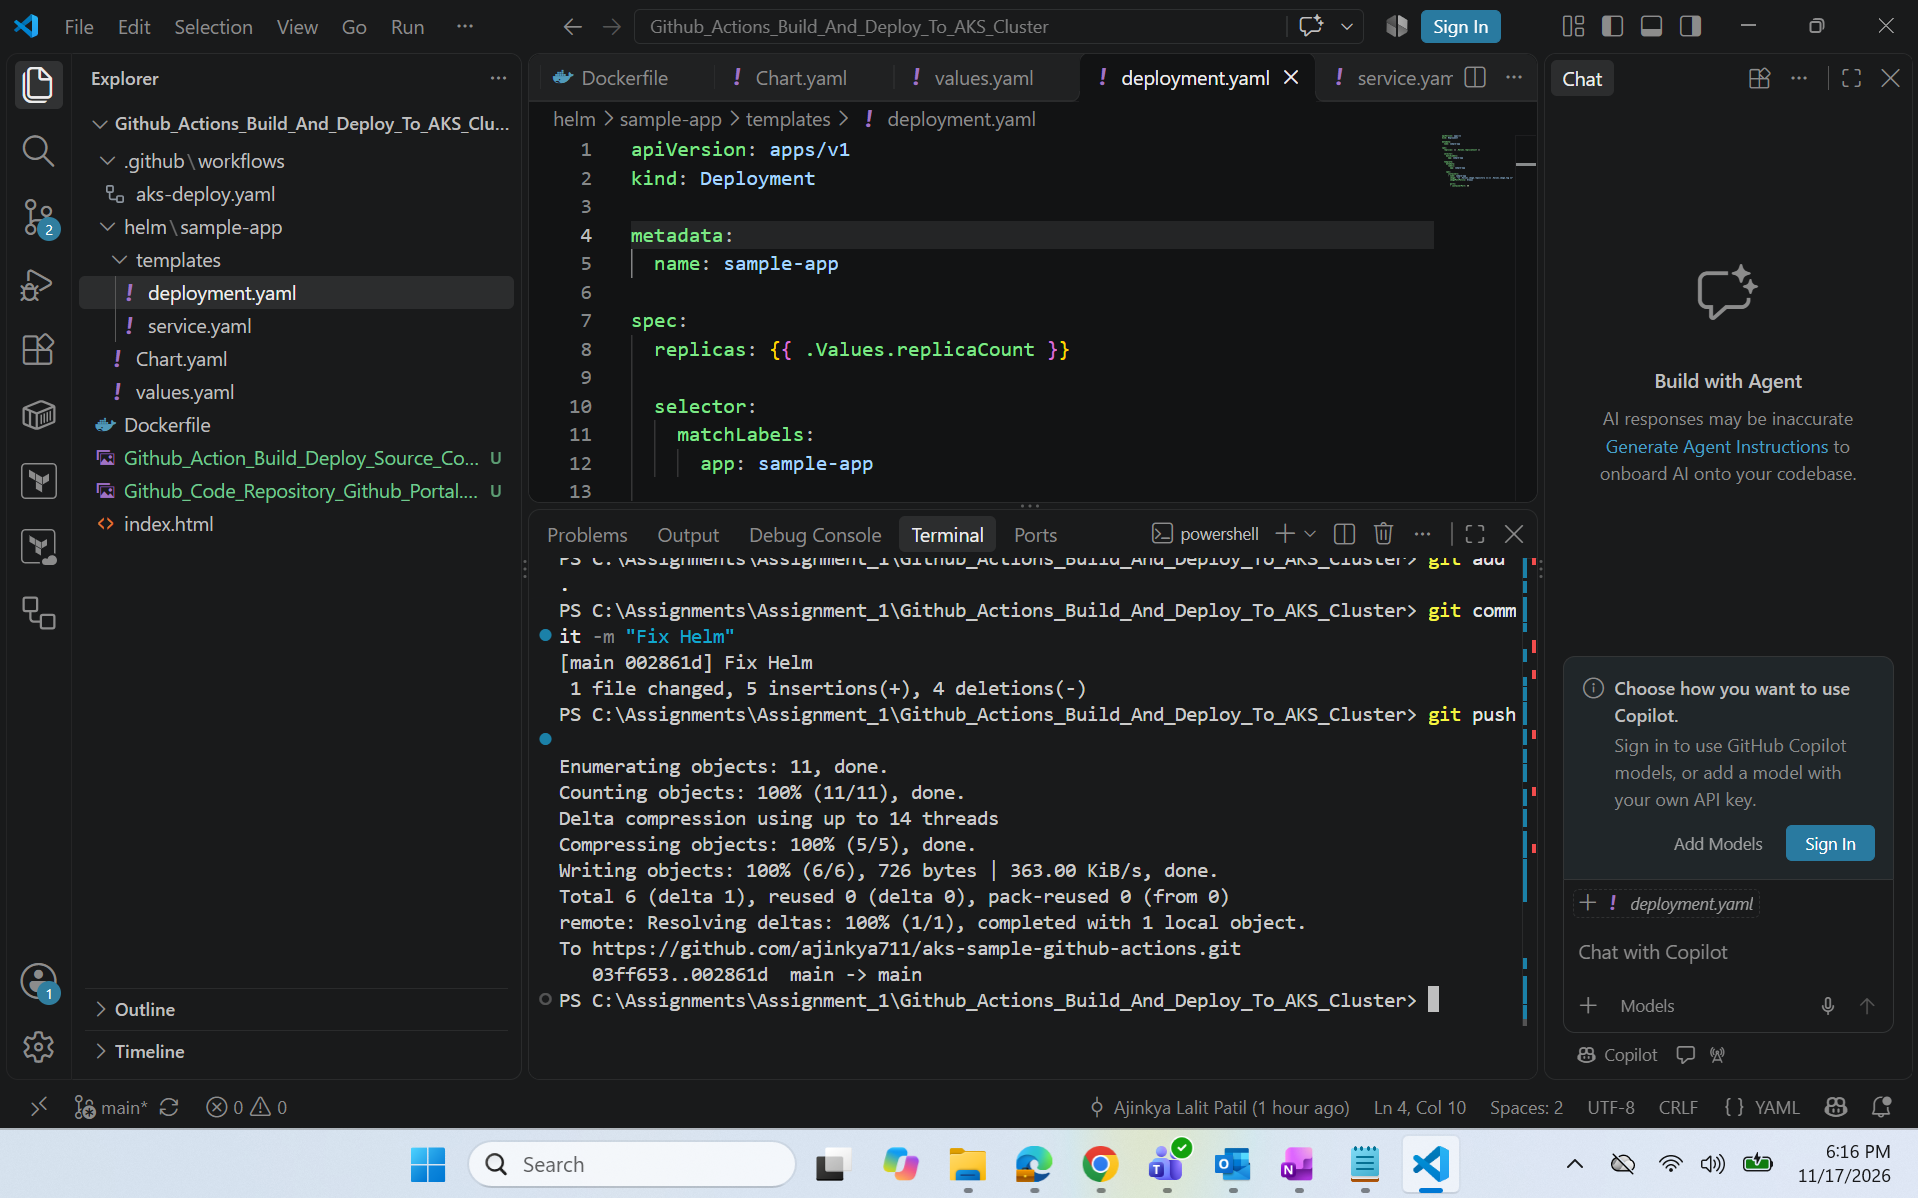 File Edit Selection View Go Run ...
Github_Actions_Build_And_Deploy_To_AKS_Cluster
Sign In
Explorer
Github_Actions_Build_And_Deploy_To_AKS_Clu...
.github\workflows
aks-deploy.yaml
helm\sample-app
templates
! deployment.yaml
! service.yaml
! Chart.yaml
! values.yaml
Dockerfile
Github_Action_Build_Deploy_Source_Co... U
Github_Code_Repository_Github_Portal.... U
index.html
2
1
Outline
Timeline
Dockerfile
! Chart.yaml
! values.yaml
! deployment.yaml
! service.yam
helm > sample-app > templates > ! deployment.yaml
1 apiVersion: apps/v1
2 kind: Deployment
3
4 metadata:
5 name: sample-app
6
7 spec:
8 replicas: {{ .Values.replicaCount }}
9
10 selector:
11 matchLabels:
12 app: sample-app
13
Problems Output Debug Console Terminal Ports
powershell
PS C:\Assignments\Assignment_1\Github_Actions_Build_And_Deploy_To_AKS_Cluster> git add
.
PS C:\Assignments\Assignment_1\Github_Actions_Build_And_Deploy_To_AKS_Cluster> git comm
it -m "Fix Helm"
[main 002861d] Fix Helm
1 file changed, 5 insertions(+), 4 deletions(-)
PS C:\Assignments\Assignment_1\Github_Actions_Build_And_Deploy_To_AKS_Cluster> git push
Enumerating objects: 11, done.
Counting objects: 100% (11/11), done.
Delta compression using up to 14 threads
Compressing objects: 100% (5/5), done.
Writing objects: 100% (6/6), 726 bytes | 363.00 KiB/s, done.
Total 6 (delta 1), reused 0 (delta 0), pack-reused 0 (from 0)
remote: Resolving deltas: 100% (1/1), completed with 1 local object.
To https://github.com/ajinkya711/aks-sample-github-actions.git
03ff653..002861d main -> main
PS C:\Assignments\Assignment_1\Github_Actions_Build_And_Deploy_To_AKS_Cluster>
Chat
Build with Agent
AI responses may be inaccurate
Generate Agent Instructions to
onboard AI onto your codebase.
Choose how you want to use
Copilot.
Sign in to use GitHub Copilot
models, or add a model with
your own API key.
Add Models
Sign In
! deployment.yaml
Chat with Copilot
Models
Copilot
main*
0
0
Ajinkya Lalit Patil (1 hour ago)
Ln 4, Col 10
Spaces: 2
UTF-8
CRLF
{ } YAML
Search
6:16 PM
11/17/2026